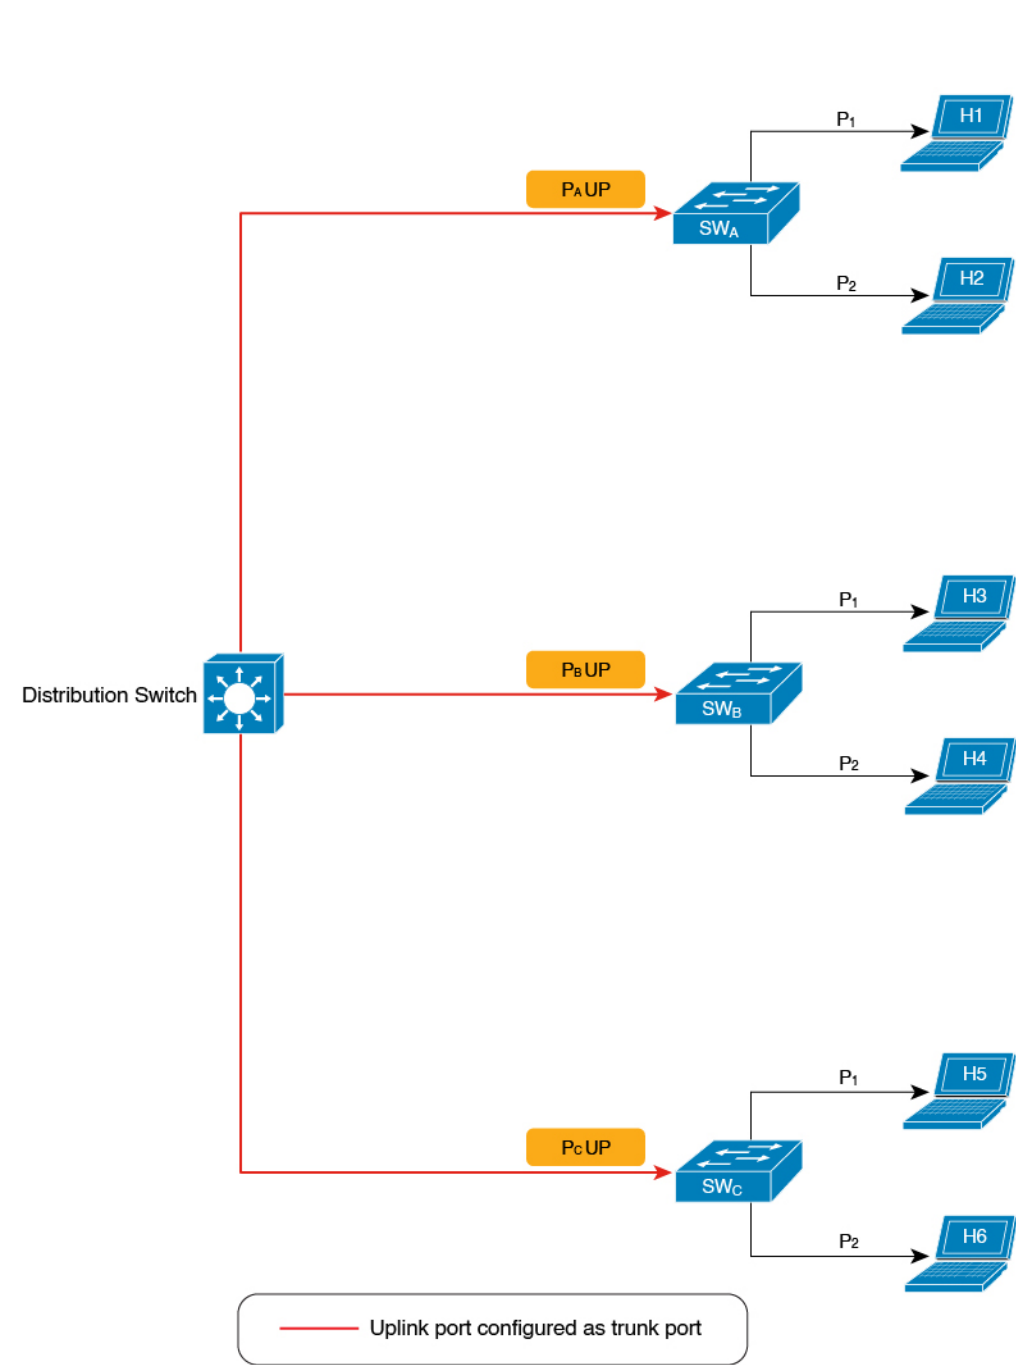 P1
H1
PA UP
SWA
P2
H2
P1
H3
PB UP
Distribution Switch
SWB
P2
H4
P1
H5
PC UP
SWC
P2
H6
Uplink port configured as trunk port